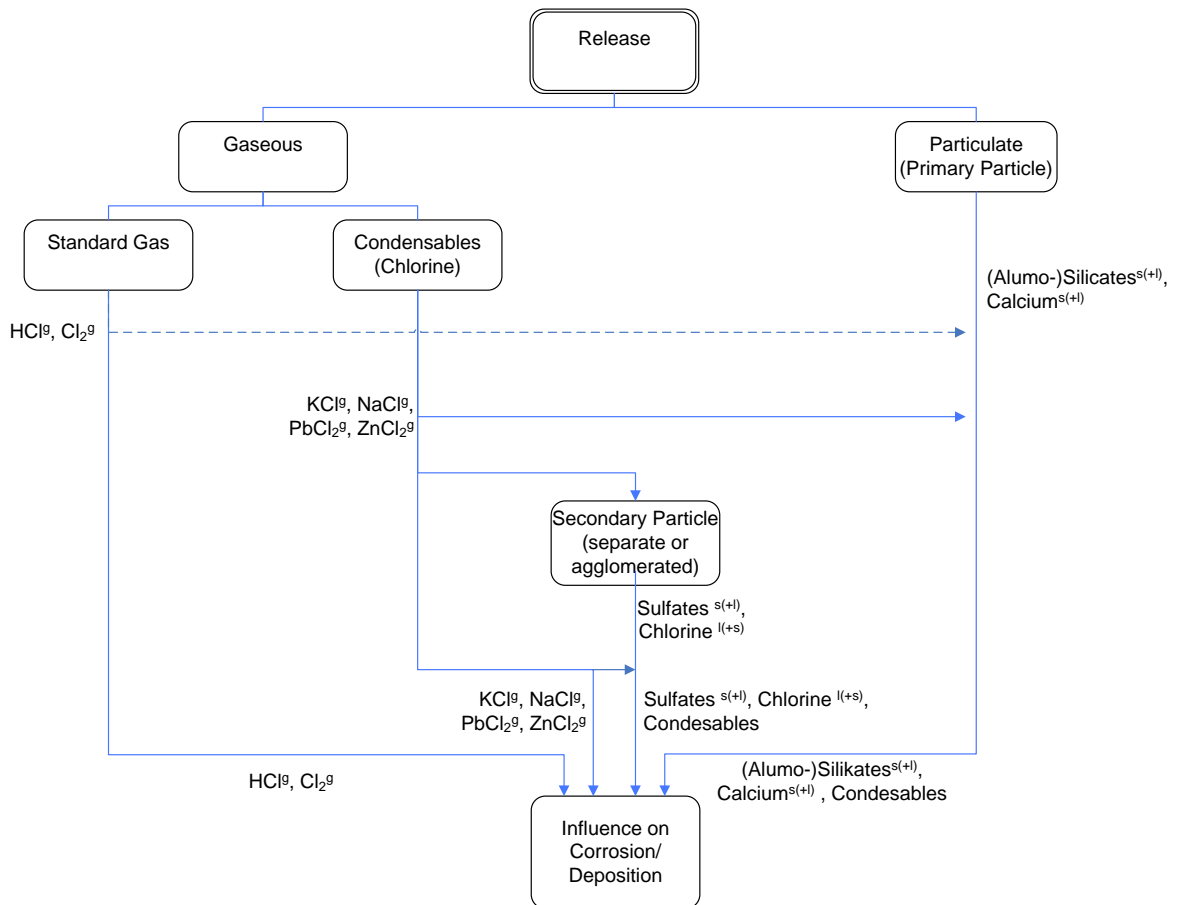 Release
Gaseous
Particulate
(Primary Particle)
Standard Gas
Condensables
(Chlorine)
(Alumo-)Silicates^s(+l),
Calcium^s(+l)
HCl^g, Cl₂^g
KCl^g, NaCl^g,
PbCl₂^g, ZnCl₂^g
Secondary Particle
(separate or
agglomerated)
Sulfates ^s(+l),
Chlorine ^l(+s)
KCl^g, NaCl^g,
PbCl₂^g, ZnCl₂^g
Sulfates ^s(+l), Chlorine ^l(+s),
Condesables
HCl^g, Cl₂^g
(Alumo-)Silikates^s(+l),
Calcium^s(+l) , Condesables
Influence on
Corrosion/
Deposition